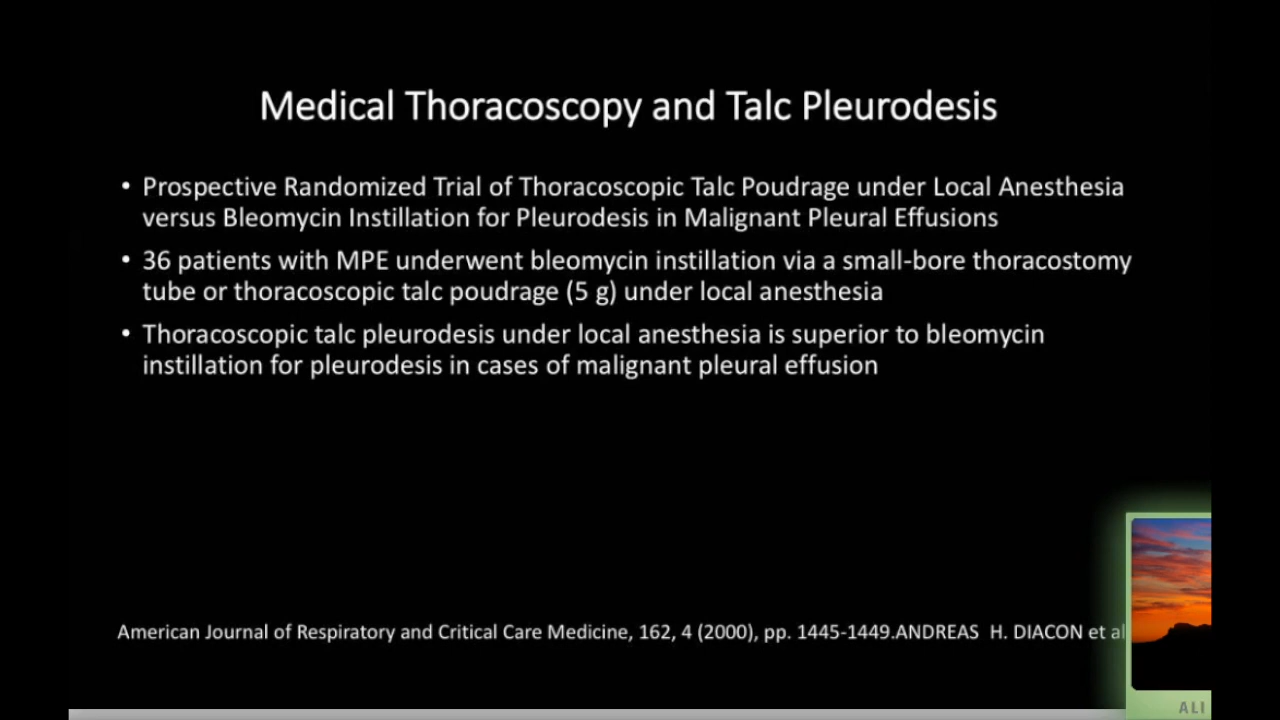 Medical Thoracoscopy and Talc Pleurodesis
• Prospective Randomized Trial of Thoracoscopic Talc Poudrage under Local Anesthesia
versus Bleomycin Instillation for Pleurodesis in Malignant Pleural Effusions
• 36 patients with MPE underwent bleomycin instillation via a small-bore thoracostomy
tube or thoracoscopic talc poudrage (5 g) under local anesthesia
• Thoracoscopic talc pleurodesis under local anesthesia is superior to bleomycin
instillation for pleurodesis in cases of malignant pleural effusion
American Journal of Respiratory and Critical Care Medicine, 162, 4 (2000), pp. 1445-1449.ANDREAS H. DIACON et al
ALI